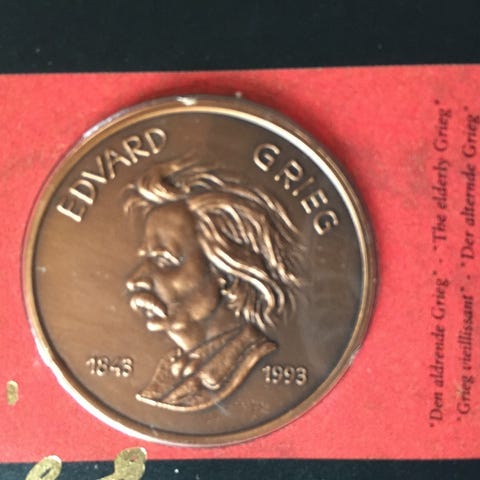 EDVARD GRIEG
1843 1993
"Den aldrende Grieg" - "The elderly Grieg"
"Grieg vieillissant" - "Der alternde Grieg"